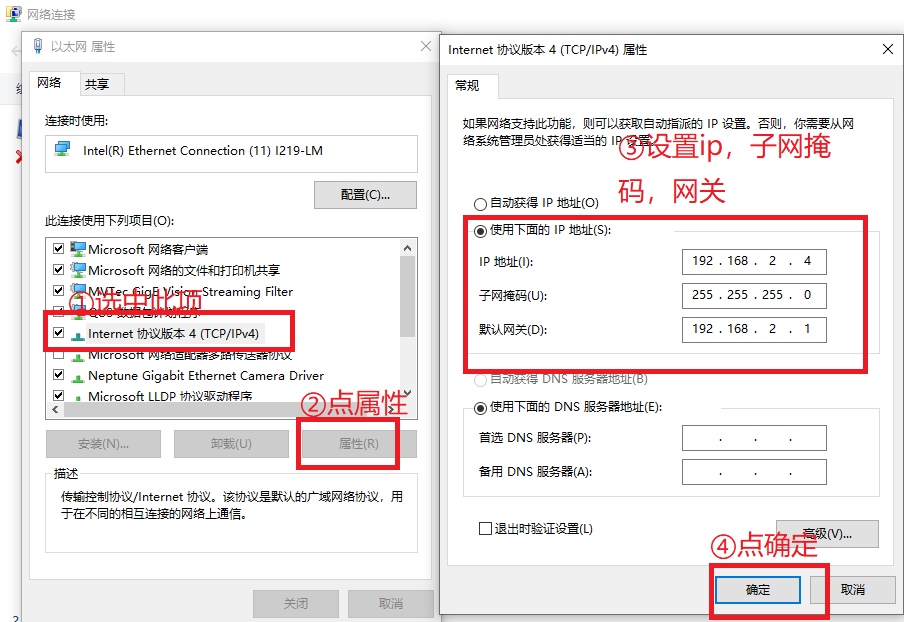 网络连接
以太网 属性
网络
共享
连接时使用:
Intel(R) Ethernet Connection (11) I219-LM
配置(C)...
此连接使用下列项目(O):
Microsoft 网络客户端
Microsoft 网络的文件和打印机共享
MVTec GigE Vision Streaming Filter
①选中此项
QoS 数据包计划程序
Internet 协议版本 4 (TCP/IPv4)
Microsoft 网络适配器多路传送器协议
Neptune Gigabit Ethernet Camera Driver
Microsoft LLDP 协议驱动程序
②点属性
安装(N)...
卸载(U)
属性(R)
描述
传输控制协议/Internet 协议。该协议是默认的广域网络协议，用
于在不同的相互连接的网络上通信。
关闭
取消
Internet 协议版本 4 (TCP/IPv4) 属性
常规
如果网络支持此功能，则可以获取自动指派的 IP 设置。否则，你需要从网
络系统管理员处获得适当的 IP 设置。
③设置ip，子网掩
码，网关
自动获得 IP 地址(O)
使用下面的 IP 地址(S):
IP 地址(I):
192 . 168 . 2 . 4
子网掩码(U):
255 . 255 . 255 . 0
默认网关(D):
192 . 168 . 2 . 1
自动获得 DNS 服务器地址(B)
使用下面的 DNS 服务器地址(E):
首选 DNS 服务器(P):
. . .
备用 DNS 服务器(A):
. . .
退出时验证设置(L)
高级(V)...
④点确定
确定
取消